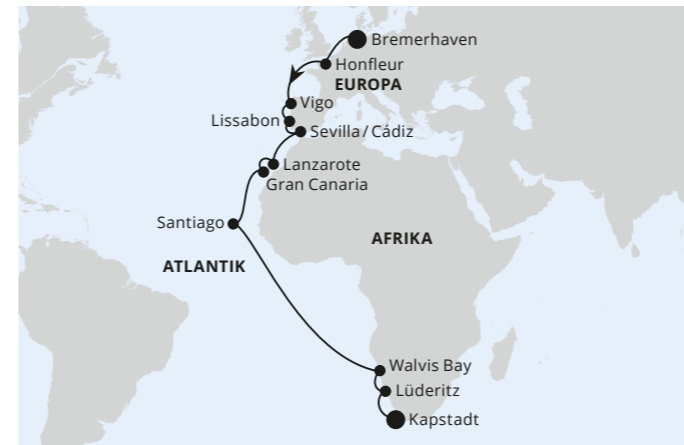 Bremerhaven
Honfleur
EUROPA
Vigo
Lissabon
Sevilla / Cádiz
Lanzarote
Gran Canaria
Santiago
AFRIKA
ATLANTIK
Walvis Bay
Lüderitz
Kapstadt